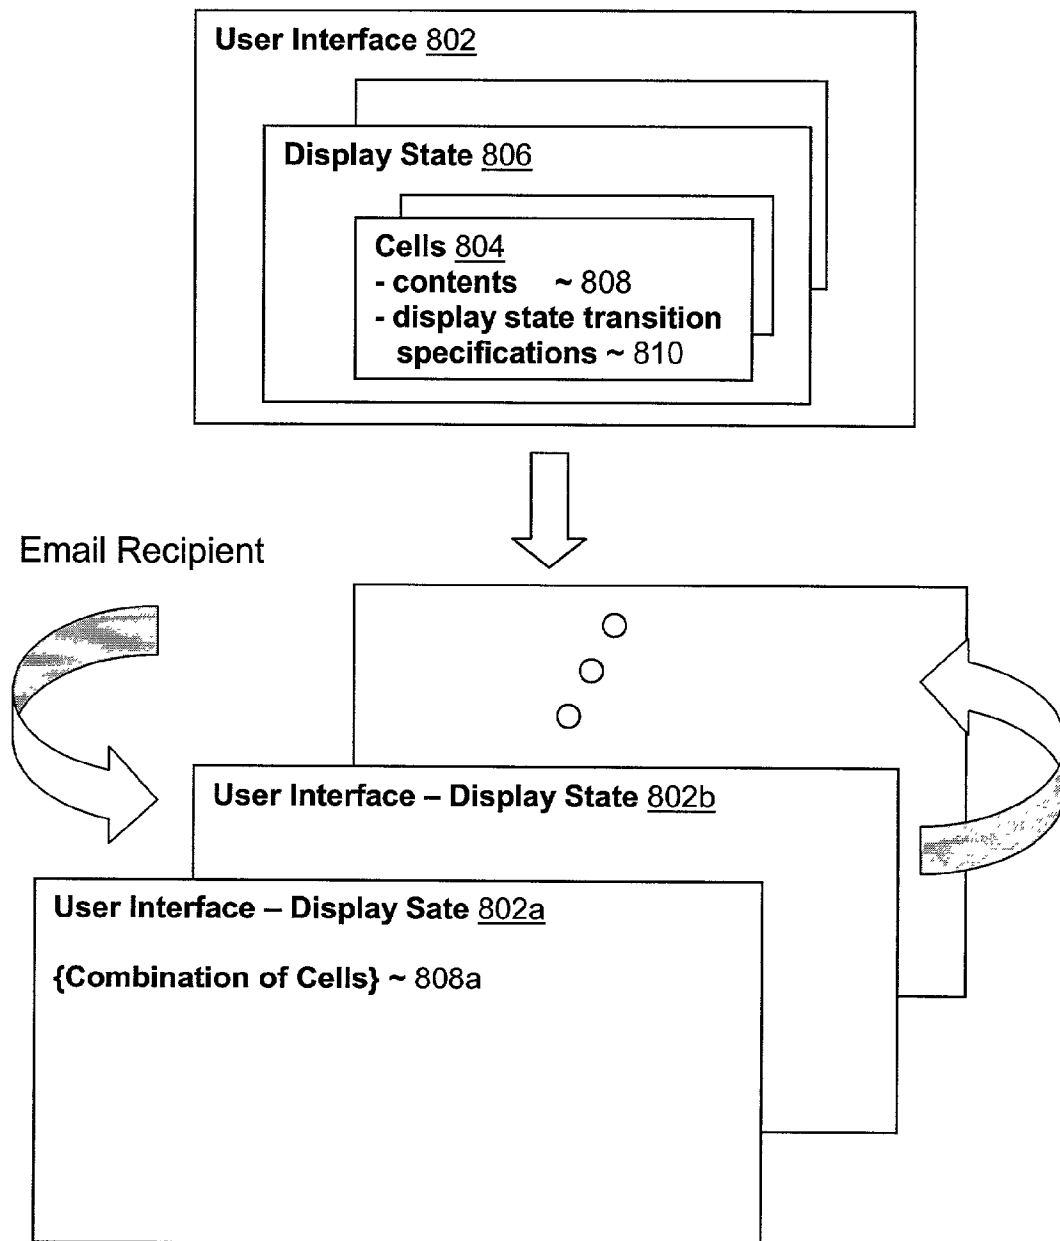 User Interface 802
Display State 806
Cells 804
- contents ~ 808
- display state transition
specifications ~ 810
Email Recipient
User Interface – Display State 802b
User Interface – Display Sate 802a
{Combination of Cells} ~ 808a